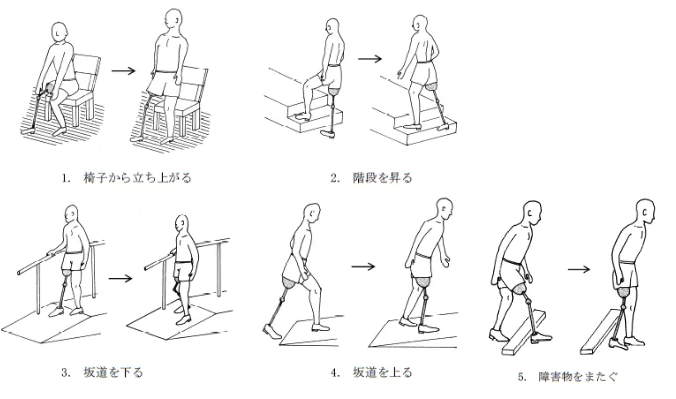 1. 椅子から立ち上がる
2. 階段を昇る
3. 坂道を下る
4. 坂道を上る
5. 障害物をまたぐ